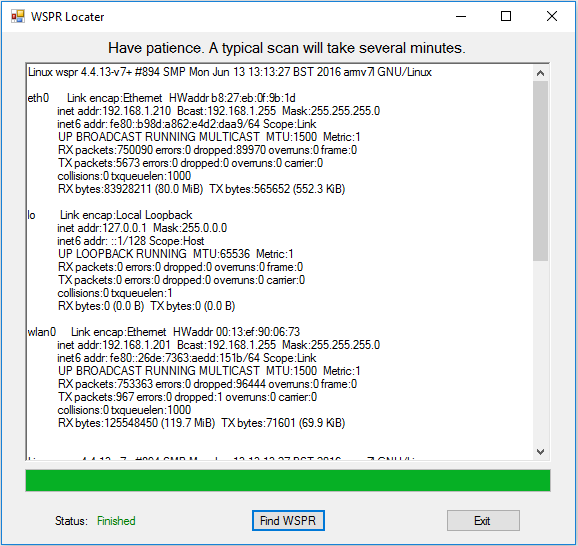 WSPR Locater
Have patience. A typical scan will take several minutes.
Linux wspr 4.4.13-v7+ #894 SMP Mon Jun 13 13:13:27 BST 2016 armv7l GNU/Linux
eth0 Link encap:Ethernet HWaddr b8:27:eb:0f:9b:1d
inet addr:192.168.1.210 Bcast:192.168.1.255 Mask:255.255.255.0
inet6 addr: fe80::b98d:a862:e4d2:daa9/64 Scope:Link
UP BROADCAST RUNNING MULTICAST MTU:1500 Metric:1
RX packets:750090 errors:0 dropped:89970 overruns:0 frame:0
TX packets:5673 errors:0 dropped:0 overruns:0 carrier:0
collisions:0 txqueuelen:1000
RX bytes:83928211 (80.0 MiB) TX bytes:565652 (552.3 KiB)
lo Link encap:Local Loopback
inet addr:127.0.0.1 Mask:255.0.0.0
inet6 addr: ::1/128 Scope:Host
UP LOOPBACK RUNNING MTU:65536 Metric:1
RX packets:0 errors:0 dropped:0 overruns:0 frame:0
TX packets:0 errors:0 dropped:0 overruns:0 carrier:0
collisions:0 txqueuelen:1
RX bytes:0 (0.0 B) TX bytes:0 (0.0 B)
wlan0 Link encap:Ethernet HWaddr 00:13:ef:90:06:73
inet addr:192.168.1.201 Bcast:192.168.1.255 Mask:255.255.255.0
inet6 addr: fe80::26de:7363:aedd:151b/64 Scope:Link
UP BROADCAST RUNNING MULTICAST MTU:1500 Metric:1
RX packets:753363 errors:0 dropped:96444 overruns:0 frame:0
TX packets:967 errors:0 dropped:1 overruns:0 carrier:0
collisions:0 txqueuelen:1000
RX bytes:125548450 (119.7 MiB) TX bytes:71601 (69.9 KiB)
Status: Finished
Find WSPR
Exit